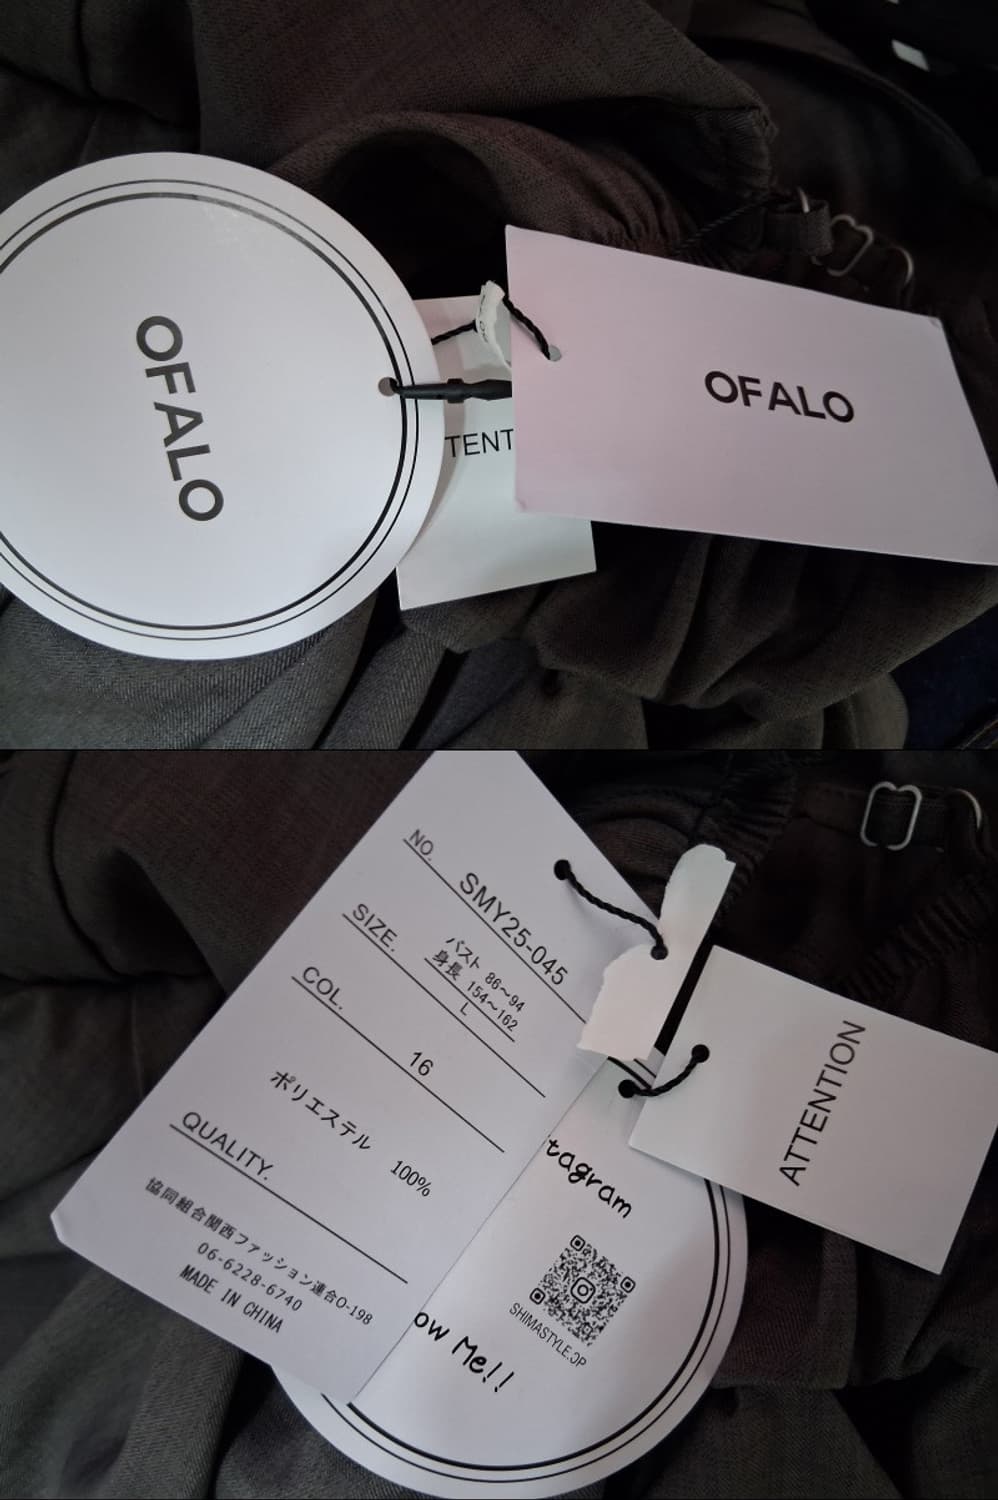 OFALO
TENT
OFALO
NO. SMY25-045
SIZE. バスト 86～94
身長 154～162
L
COL. 16
ポリエステル 100%
QUALITY.
協同組合関西ファッション連合O-198
06-6228-6740
MADE IN CHINA
tagram
SHIMASTYLE.JP
ow Me!!
ATTENTION